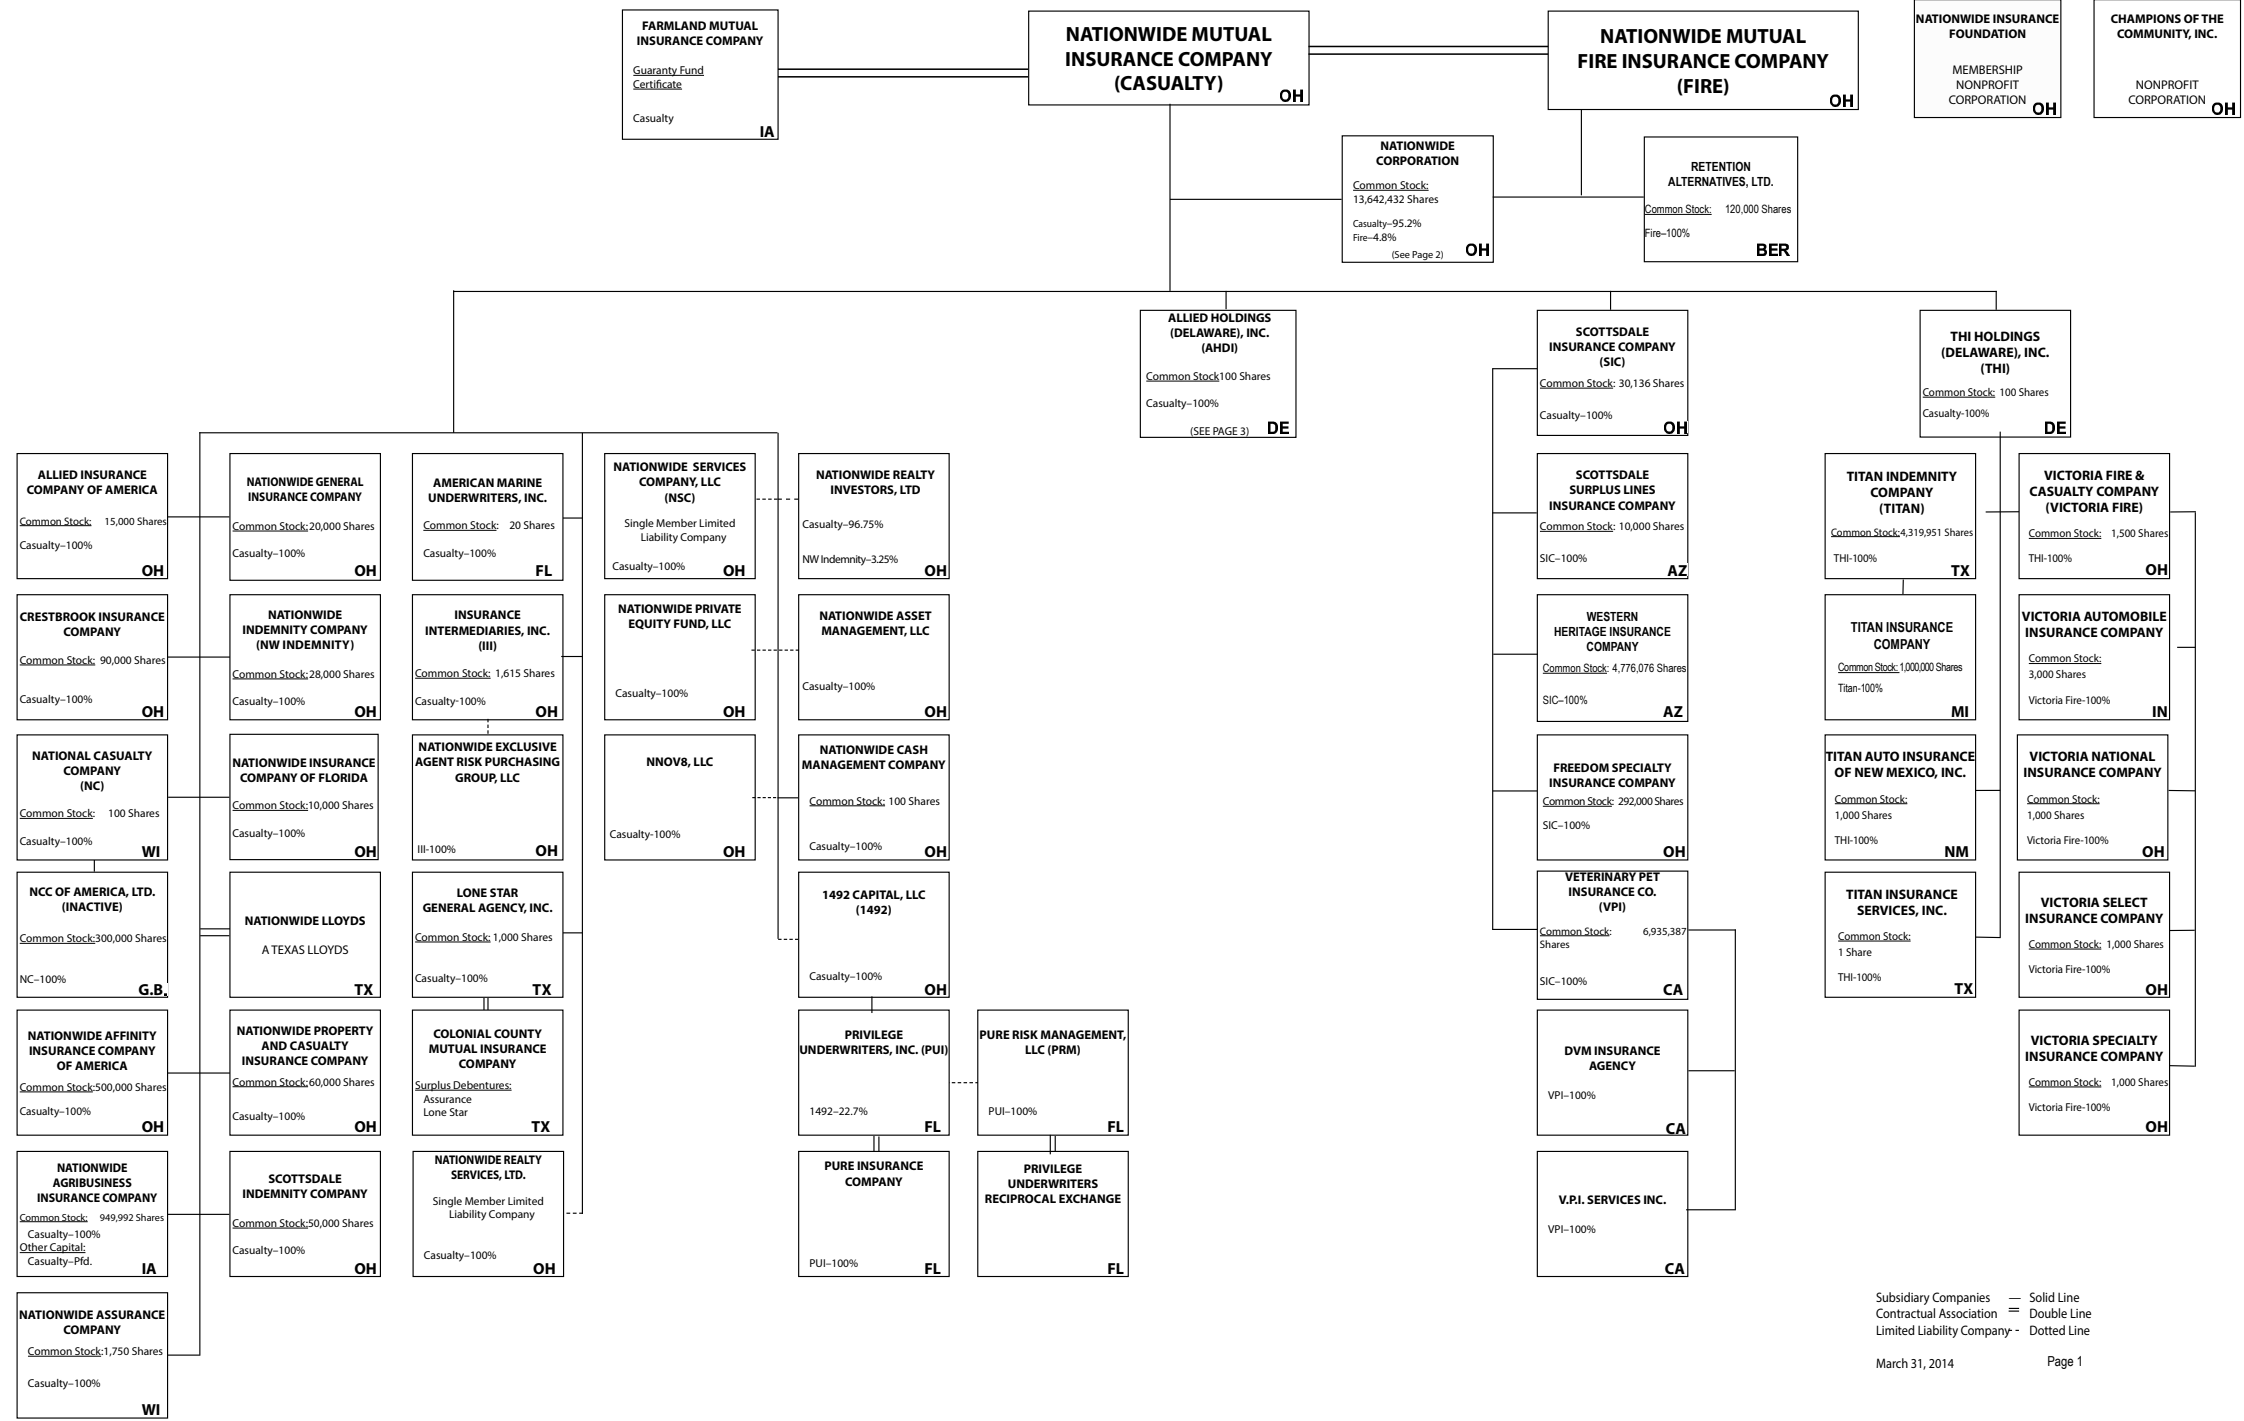 FARMLAND MUTUAL
INSURANCE COMPANY
Guaranty Fund
Certificate
Casualty
IA
NATIONWIDE MUTUAL
INSURANCE COMPANY
(CASUALTY)
OH
NATIONWIDE MUTUAL
FIRE INSURANCE COMPANY
(FIRE)
OH
NATIONWIDE INSURANCE
FOUNDATION
MEMBERSHIP
NONPROFIT
CORPORATION
OH
CHAMPIONS OF THE
COMMUNITY, INC.
NONPROFIT
CORPORATION
OH
NATIONWIDE
CORPORATION
Common Stock:
13,642,432 Shares
Casualty–95.2%
Fire–4.8%
(See Page 2)
OH
RETENTION
ALTERNATIVES, LTD.
Common Stock: 120,000 Shares
Fire–100%
BER
ALLIED HOLDINGS
(DELAWARE), INC.
(AHDI)
Common Stock100 Shares
Casualty–100%
(SEE PAGE 3)
DE
SCOTTSDALE
INSURANCE COMPANY
(SIC)
Common Stock: 30,136 Shares
Casualty–100%
OH
THI HOLDINGS
(DELAWARE), INC.
(THI)
Common Stock: 100 Shares
Casualty-100%
DE
ALLIED INSURANCE
COMPANY OF AMERICA
Common Stock: 15,000 Shares
Casualty–100%
OH
NATIONWIDE GENERAL
INSURANCE COMPANY
Common Stock:20,000 Shares
Casualty–100%
OH
AMERICAN MARINE
UNDERWRITERS, INC.
Common Stock: 20 Shares
Casualty–100%
FL
NATIONWIDE SERVICES
COMPANY, LLC
(NSC)
Single Member Limited
Liability Company
Casualty–100%
OH
NATIONWIDE REALTY
INVESTORS, LTD
Casualty–96.75%
NW Indemnity–3.25%
OH
SCOTTSDALE
SURPLUS LINES
INSURANCE COMPANY
Common Stock: 10,000 Shares
SIC–100%
AZ
TITAN INDEMNITY
COMPANY
(TITAN)
Common Stock:4,319,951 Shares
THI-100%
TX
VICTORIA FIRE &
CASUALTY COMPANY
(VICTORIA FIRE)
Common Stock: 1,500 Shares
THI-100%
OH
CRESTBROOK INSURANCE
COMPANY
Common Stock: 90,000 Shares
Casualty–100%
OH
NATIONWIDE
INDEMNITY COMPANY
(NW INDEMNITY)
Common Stock:28,000 Shares
Casualty–100%
OH
INSURANCE
INTERMEDIARIES, INC.
(III)
Common Stock: 1,615 Shares
Casualty-100%
OH
NATIONWIDE PRIVATE
EQUITY FUND, LLC
Casualty–100%
OH
NATIONWIDE ASSET
MANAGEMENT, LLC
Casualty–100%
OH
WESTERN
HERITAGE INSURANCE
COMPANY
Common Stock: 4,776,076 Shares
SIC–100%
AZ
TITAN INSURANCE
COMPANY
Common Stock: 1,000,000 Shares
Titan-100%
MI
VICTORIA AUTOMOBILE
INSURANCE COMPANY
Common Stock:
3,000 Shares
Victoria Fire-100%
IN
NATIONAL CASUALTY
COMPANY
(NC)
Common Stock: 100 Shares
Casualty–100%
WI
NATIONWIDE INSURANCE
COMPANY OF FLORIDA
Common Stock:10,000 Shares
Casualty–100%
OH
NATIONWIDE EXCLUSIVE
AGENT RISK PURCHASING
GROUP, LLC
III-100%
OH
NNOV8, LLC
Casualty-100%
OH
NATIONWIDE CASH
MANAGEMENT COMPANY
Common Stock: 100 Shares
Casualty–100%
OH
FREEDOM SPECIALTY
INSURANCE COMPANY
Common Stock: 292,000 Shares
SIC–100%
OH
TITAN AUTO INSURANCE
OF NEW MEXICO, INC.
Common Stock:
1,000 Shares
THI-100%
NM
VICTORIA NATIONAL
INSURANCE COMPANY
Common Stock:
1,000 Shares
Victoria Fire-100%
OH
NCC OF AMERICA, LTD.
(INACTIVE)
Common Stock:300,000 Shares
NC–100%
G.B.
NATIONWIDE LLOYDS
A TEXAS LLOYDS
TX
LONE STAR
GENERAL AGENCY, INC.
Common Stock: 1,000 Shares
Casualty–100%
TX
1492 CAPITAL, LLC
(1492)
Casualty–100%
OH
VETERINARY PET
INSURANCE CO.
(VPI)
Common Stock: 6,935,387
Shares
SIC–100%
CA
TITAN INSURANCE
SERVICES, INC.
Common Stock:
1 Share
THI-100%
TX
VICTORIA SELECT
INSURANCE COMPANY
Common Stock: 1,000 Shares
Victoria Fire-100%
OH
NATIONWIDE AFFINITY
INSURANCE COMPANY
OF AMERICA
Common Stock:500,000 Shares
Casualty–100%
OH
NATIONWIDE PROPERTY
AND CASUALTY
INSURANCE COMPANY
Common Stock:60,000 Shares
Casualty–100%
OH
COLONIAL COUNTY
MUTUAL INSURANCE
COMPANY
Surplus Debentures:
Assurance
Lone Star
TX
PRIVILEGE
UNDERWRITERS, INC. (PUI)
1492–22.7%
FL
PURE RISK MANAGEMENT,
LLC (PRM)
PUI–100%
FL
DVM INSURANCE
AGENCY
VPI–100%
CA
VICTORIA SPECIALTY
INSURANCE COMPANY
Common Stock: 1,000 Shares
Victoria Fire-100%
OH
NATIONWIDE
AGRIBUSINESS
INSURANCE COMPANY
Common Stock: 949,992 Shares
Casualty–100%
Other Capital:
Casualty–Pfd.
IA
SCOTTSDALE
INDEMNITY COMPANY
Common Stock:50,000 Shares
Casualty–100%
OH
NATIONWIDE REALTY
SERVICES, LTD.
Single Member Limited
Liability Company
Casualty–100%
OH
PURE INSURANCE
COMPANY
PUI–100%
FL
PRIVILEGE
UNDERWRITERS
RECIPROCAL EXCHANGE
FL
V.P.I. SERVICES INC.
VPI–100%
CA
NATIONWIDE ASSURANCE
COMPANY
Common Stock:1,750 Shares
Casualty–100%
WI
Subsidiary Companies — Solid Line
Contractual Association = Double Line
Limited Liability Company- - Dotted Line
March 31, 2014 Page 1